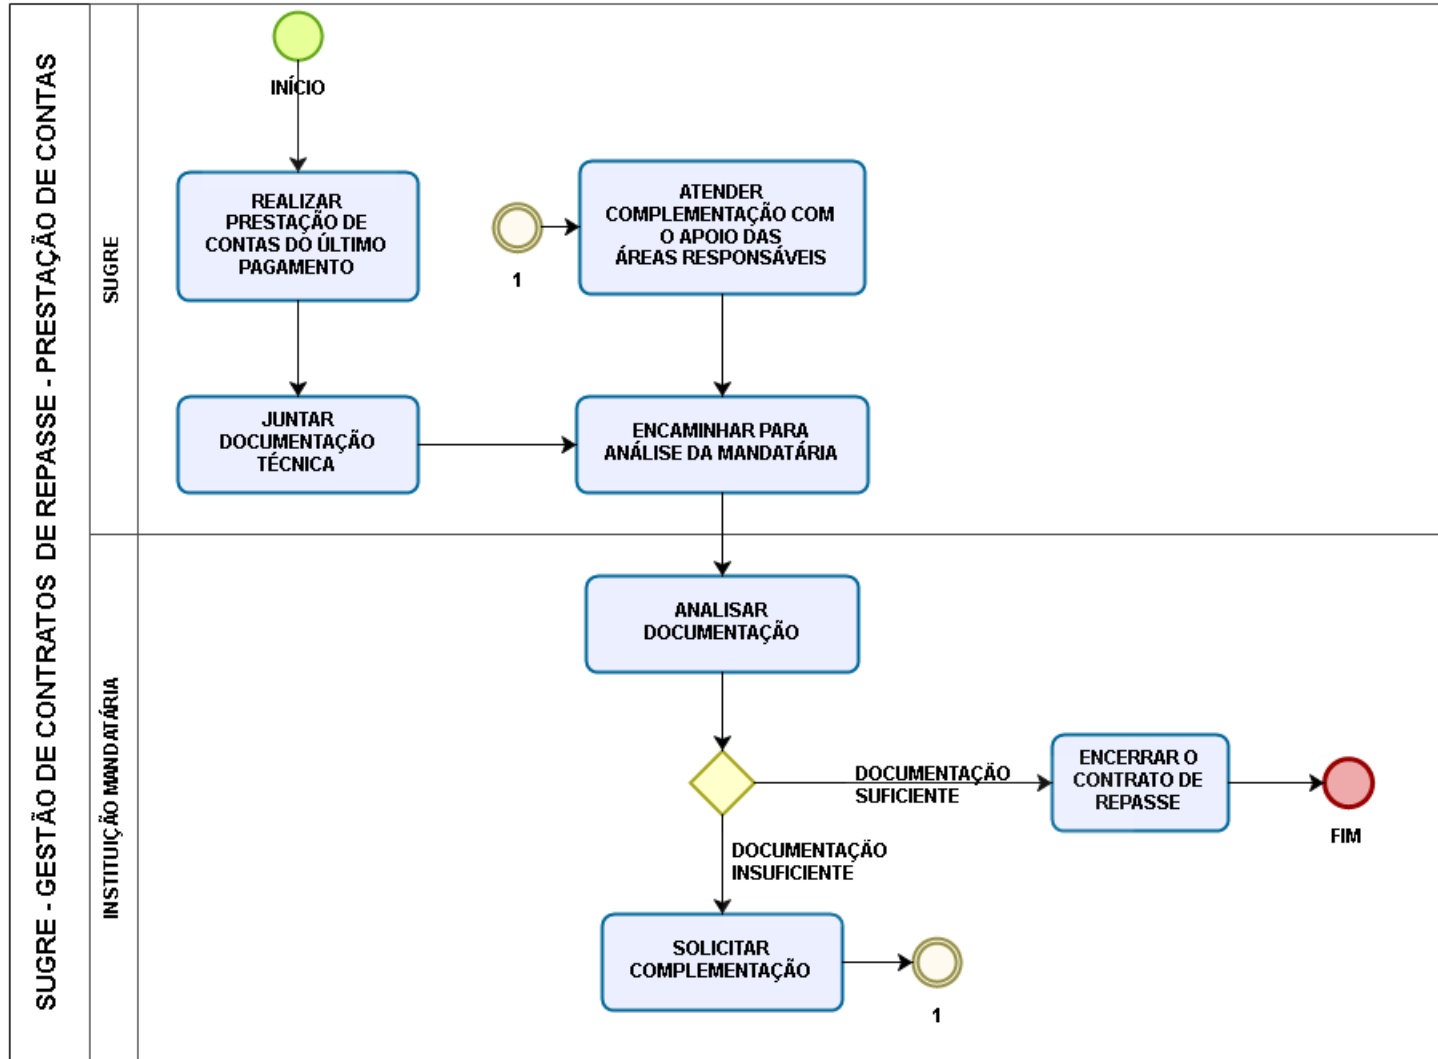 SUGRE - GESTÃO DE CONTRATOS DE REPASSE - PRESTAÇÃO DE CONTAS
SUGRE
INÍCIO
REALIZAR
PRESTAÇÃO DE
CONTAS DO ÚLTIMO
PAGAMENTO
1
ATENDER
COMPLEMENTAÇÃO COM
O APOIO DAS
ÁREAS RESPONSÁVEIS
JUNTAR
DOCUMENTAÇÃO
TÉCNICA
ENCAMINHAR PARA
ANÁLISE DA MANDATÁRIA
INSTITUIÇÃO MANDATÁRIA
ANALISAR
DOCUMENTAÇÃO
DOCUMENTAÇÃO
SUFICIENTE
ENCERRAR O
CONTRATO DE
REPASSE
FIM
DOCUMENTAÇÃO
INSUFICIENTE
SOLICITAR
COMPLEMENTAÇÃO
1